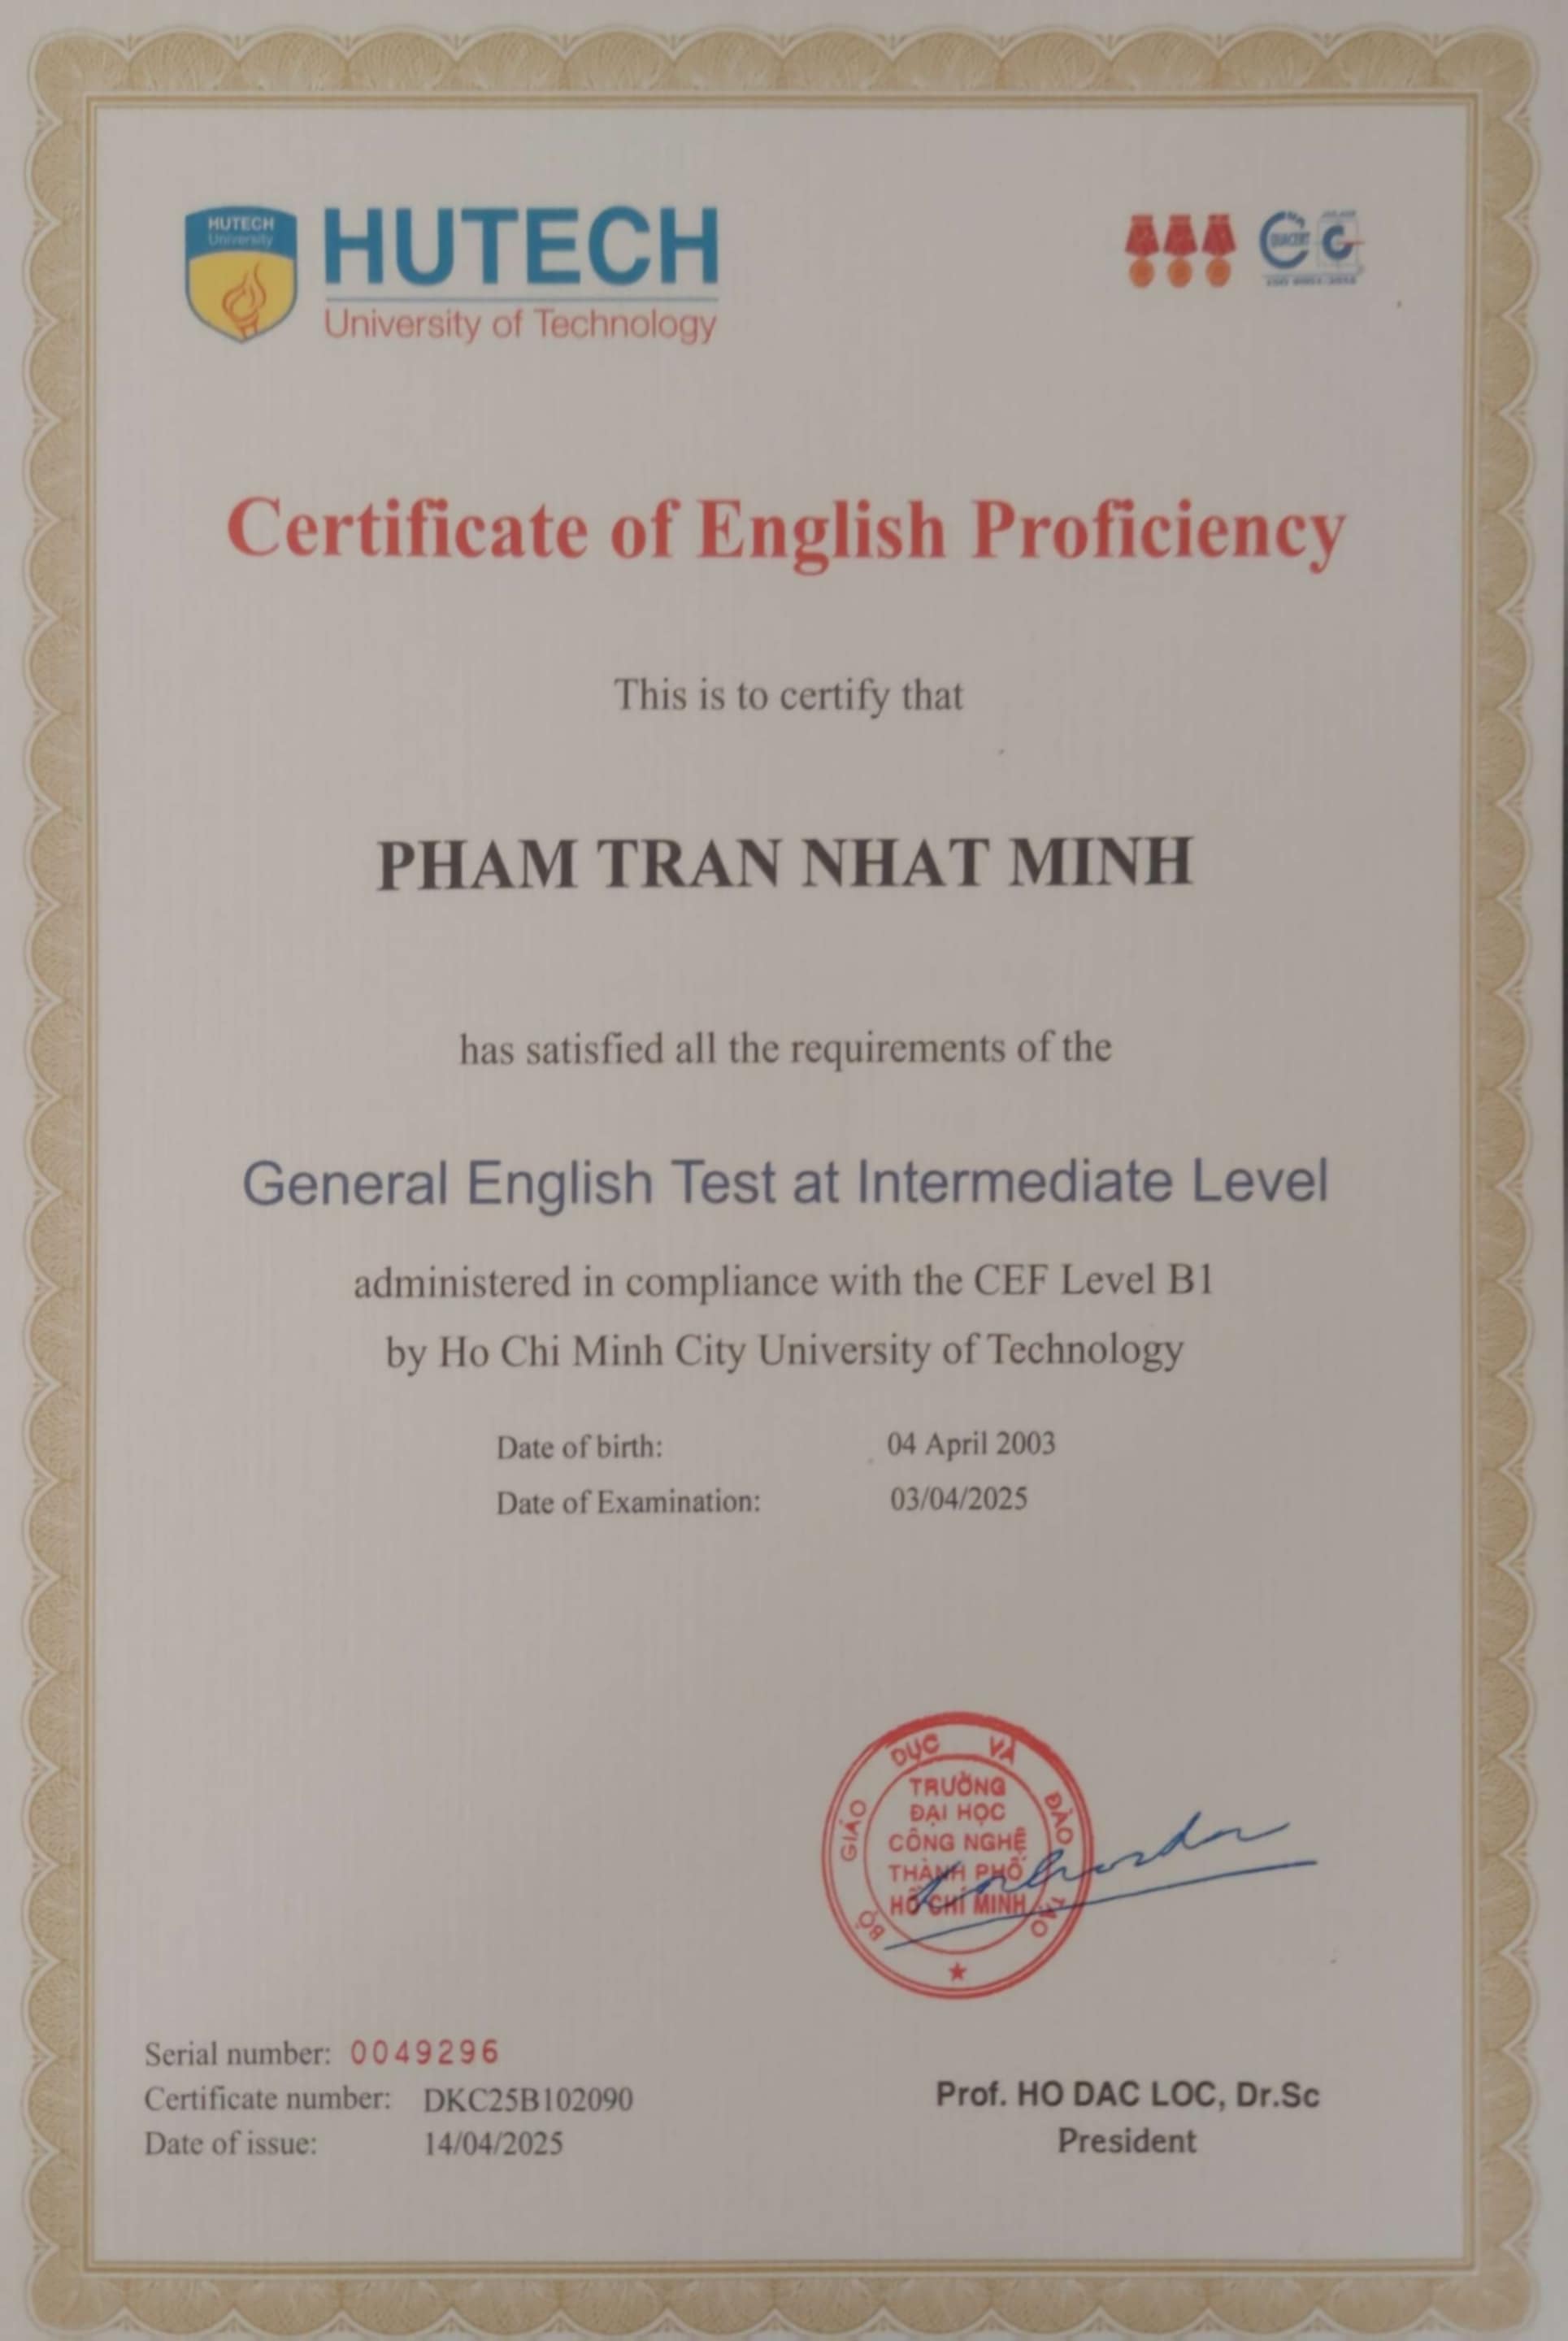 HUTECH
University
HUTECH
University of Technology
Certificate of English Proficiency
This is to certify that
PHAM TRAN NHAT MINH
has satisfied all the requirements of the
General English Test at Intermediate Level
administered in compliance with the CEF Level B1
by Ho Chi Minh City University of Technology
Date of birth: 04 April 2003
Date of Examination: 03/04/2025
BỘ GIÁO DỤC VÀ ĐÀO TẠO
TRƯỜNG
ĐẠI HỌC
CÔNG NGHỆ
THÀNH PHỐ
HỒ CHÍ MINH
Serial number: 0049296
Certificate number: DKC25B102090
Date of issue: 14/04/2025
Prof. HO DAC LOC, Dr.Sc
President